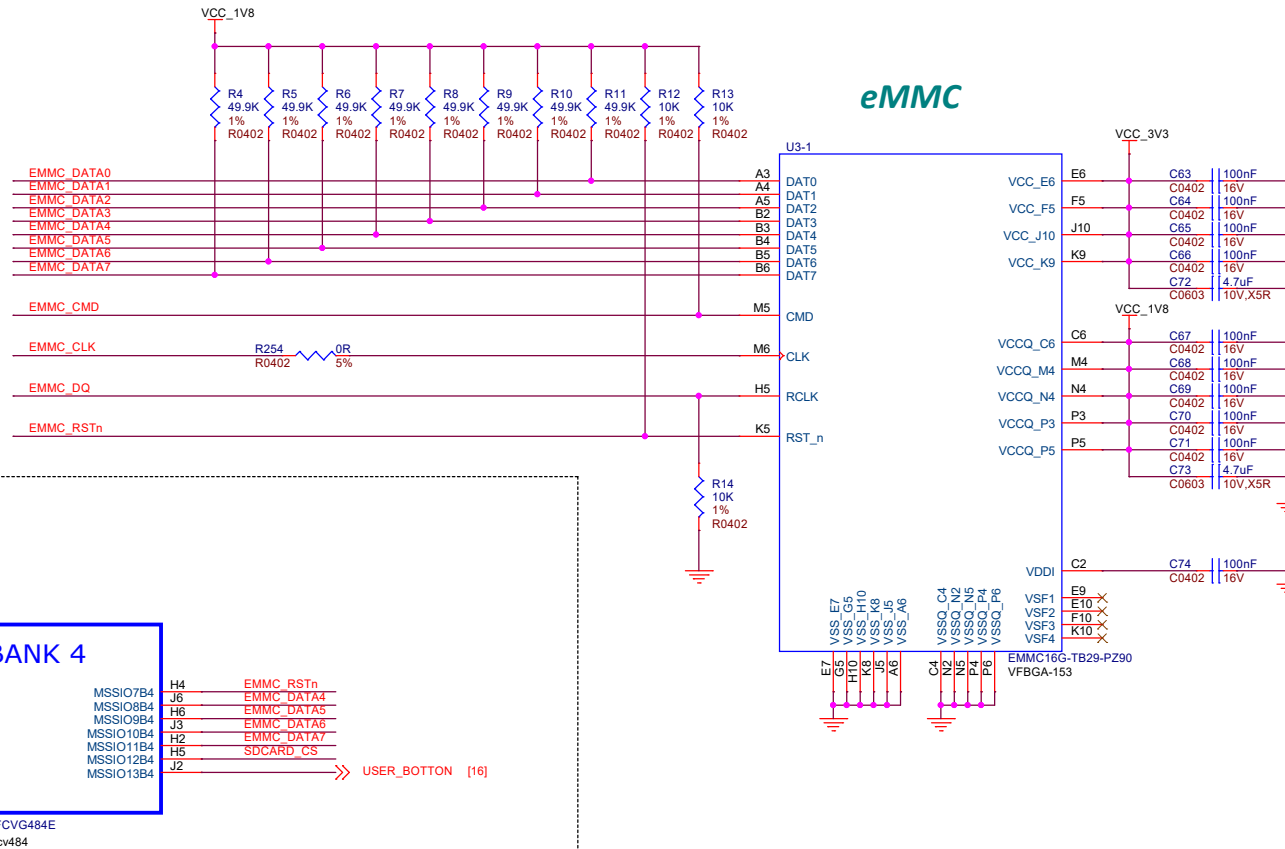 VCC_1V8
R4 R5 R6 R7 R8 R9 R10 R11 R12 R13
49.9K 49.9K 49.9K 49.9K 49.9K 49.9K 49.9K 49.9K 10K 10K
1% 1% 1% 1% 1% 1% 1% 1% 1% 1%
R0402 R0402 R0402 R0402 R0402 R0402 R0402 R0402 R0402 R0402
eMMC
U3-1
EMMC_DATA0 A3 DAT0
EMMC_DATA1 A4 DAT1
EMMC_DATA2 A5 DAT2
EMMC_DATA3 B2 DAT3
EMMC_DATA4 B3 DAT4
EMMC_DATA5 B4 DAT5
EMMC_DATA6 B5 DAT6
EMMC_DATA7 B6 DAT7
EMMC_CMD M5 CMD
EMMC_CLK R254 0R M6 CLK
R0402 5%
EMMC_DQ H5 RCLK
EMMC_RSTn K5 RST_n
R14
10K
1%
R0402
VCC_3V3
VCC_E6 E6 C63 100nF
C0402 16V
VCC_F5 F5 C64 100nF
C0402 16V
VCC_J10 J10 C65 100nF
C0402 16V
VCC_K9 K9 C66 100nF
C0402 16V
C72 4.7uF
C0603 10V,X5R
VCC_1V8
VCCQ_C6 C6 C67 100nF
C0402 16V
VCCQ_M4 M4 C68 100nF
C0402 16V
VCCQ_N4 N4 C69 100nF
C0402 16V
VCCQ_P3 P3 C70 100nF
C0402 16V
VCCQ_P5 P5 C71 100nF
C0402 16V
C73 4.7uF
C0603 10V,X5R
VDDI C2 C74 100nF
C0402 16V
VSF1 E9
VSF2 E10
VSF3 F10
VSF4 K10
VSS_E7 VSS_G5 VSS_H10 VSS_K8 VSS_J5 VSS_A6 VSSQ_C4 VSSQ_N2 VSSQ_N5 VSSQ_P4 VSSQ_P6
E7 G5 H10 K8 J5 A6 C4 N2 N5 P4 P6
EMMC16G-TB29-PZ90
VFBGA-153
BANK 4
MSSIO7B4 H4 EMMC_RSTn
MSSIO8B4 J6 EMMC_DATA4
MSSIO9B4 H6 EMMC_DATA5
MSSIO10B4 J3 EMMC_DATA6
MSSIO11B4 H2 EMMC_DATA7
MSSIO12B4 H5 SDCARD_CS
MSSIO13B4 J2 USER_BOTTON [16]
FCVG484E
cv484